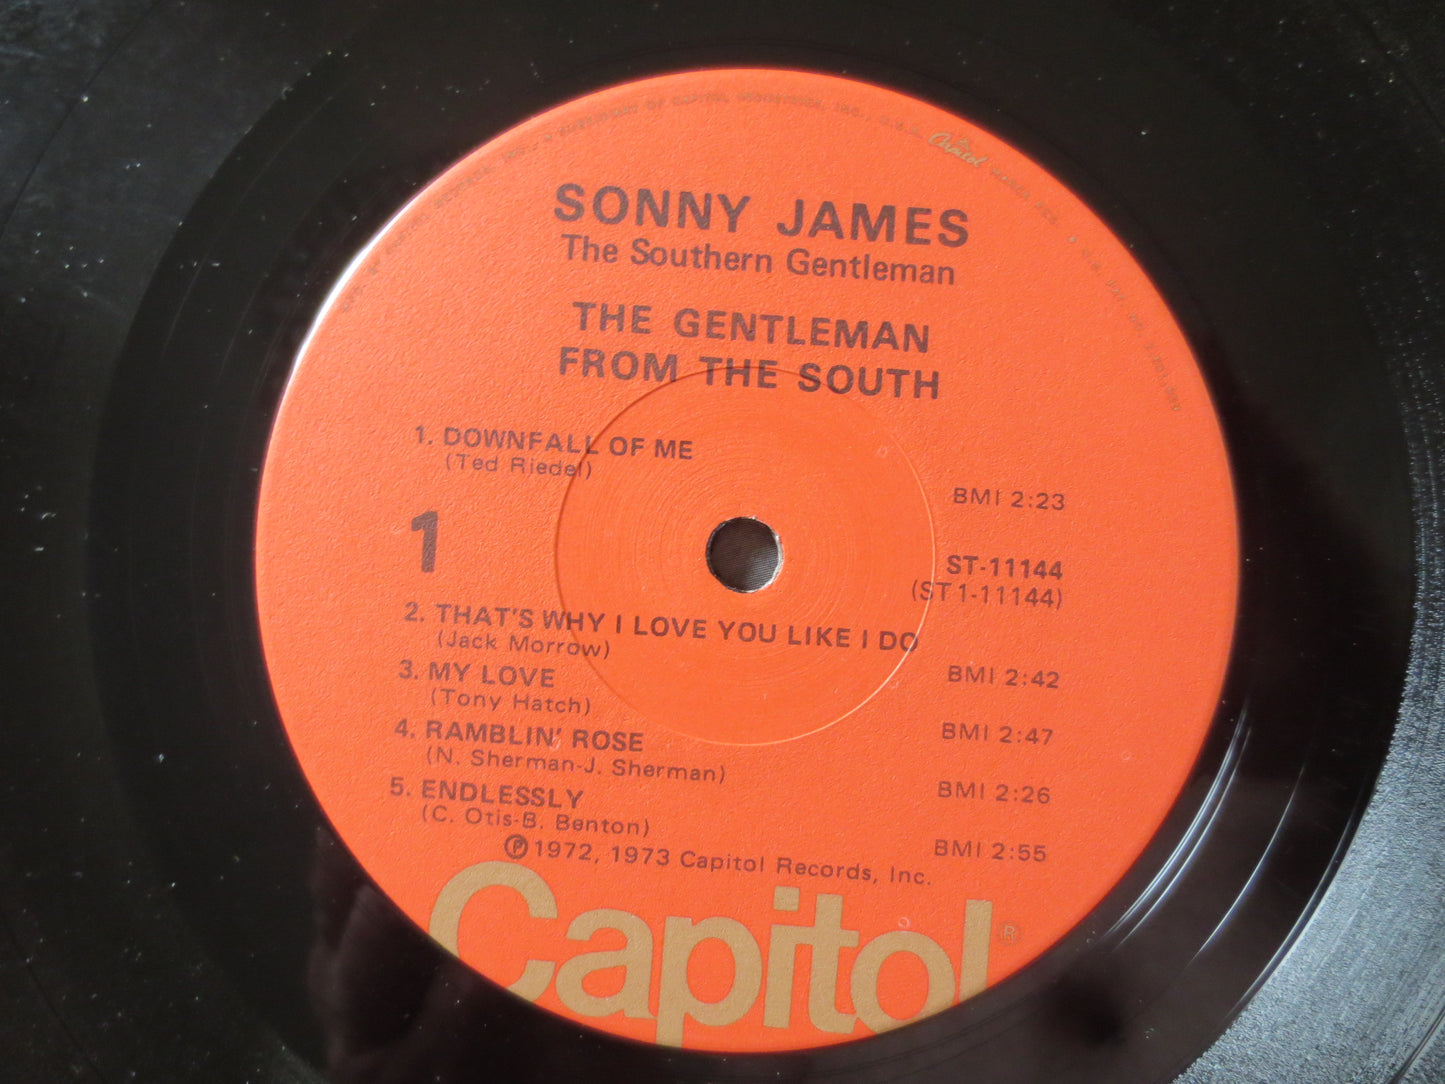 SONNY JAMES
The Southern Gentleman
THE GENTLEMAN
FROM THE SOUTH
1. DOWNFALL OF ME
(Ted Riedel)
BMI 2:23
1
ST-11144
(ST1-11144)
2. THAT'S WHY I LOVE YOU LIKE I DO
(Jack Morrow)
BMI 2:42
3. MY LOVE
(Tony Hatch)
BMI 2:47
4. RAMBLIN' ROSE
(N. Sherman-J. Sherman)
BMI 2:26
5. ENDLESSLY
(C. Otis-B. Benton)
BMI 2:55
Ⓟ1972, 1973 Capitol Records, Inc.
Capitol®
Capitol